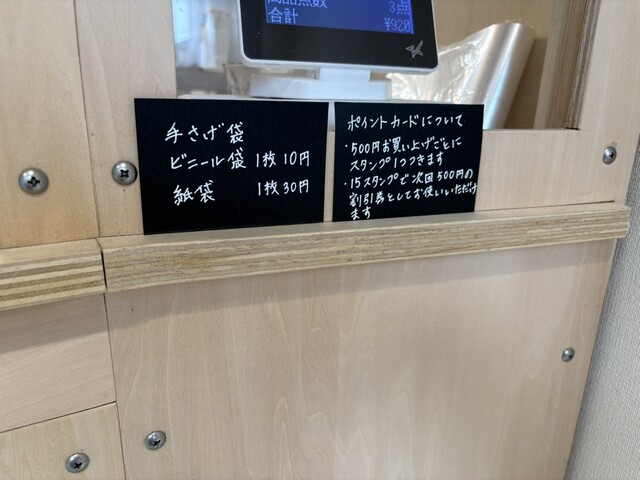 商品点数 3点
合計 ¥920
手さげ袋
ビニール袋 1枚 10円
紙袋 1枚 30円
ポイントカードについて
・500円お買い上げごとに
スタンプ1つつきます
・15スタンプで次回500円の
割引券としてお使いいただけ
ます